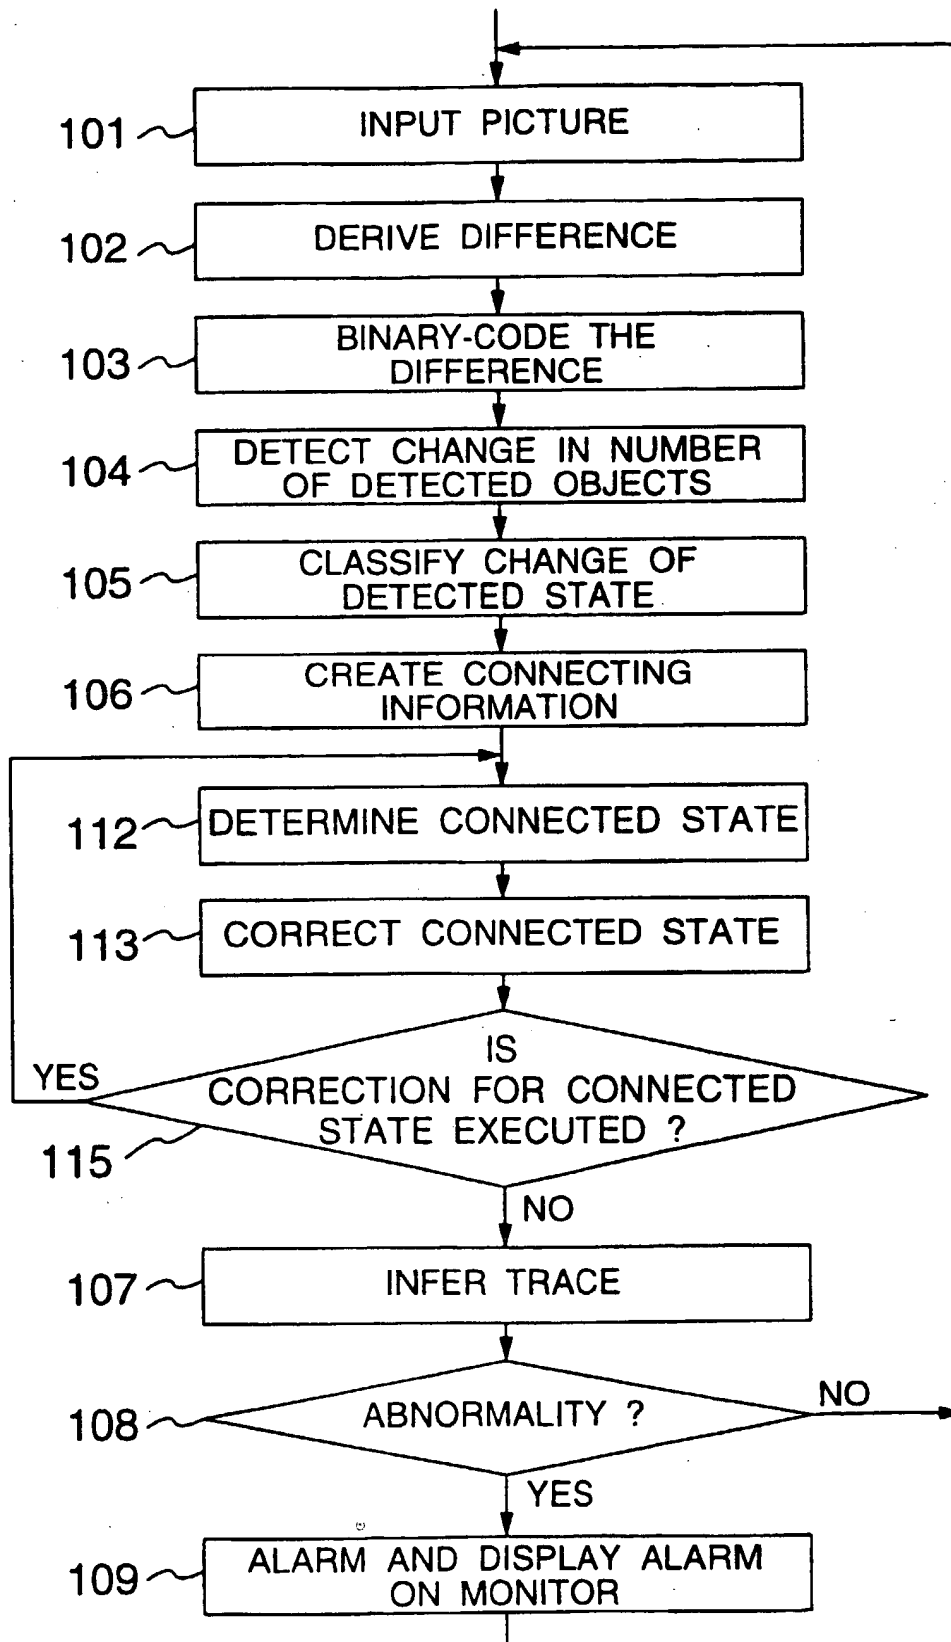 101
INPUT PICTURE
102
DERIVE DIFFERENCE
103
BINARY-CODE THE
DIFFERENCE
104
DETECT CHANGE IN NUMBER
OF DETECTED OBJECTS
105
CLASSIFY CHANGE OF
DETECTED STATE
106
CREATE CONNECTING
INFORMATION
112
DETERMINE CONNECTED STATE
113
CORRECT CONNECTED STATE
YES
IS
CORRECTION FOR CONNECTED
STATE EXECUTED ?
115
NO
107
INFER TRACE
108
ABNORMALITY ?
NO
YES
109
ALARM AND DISPLAY ALARM
ON MONITOR